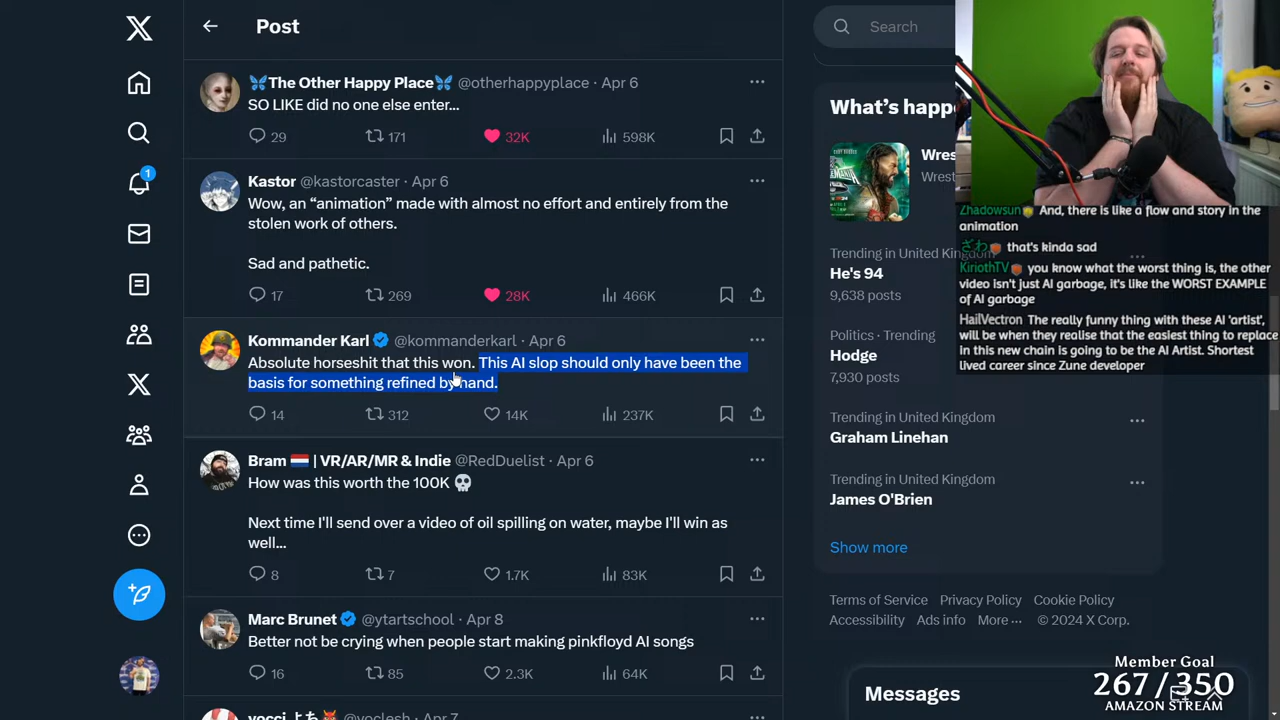 Post
Search
🦋The Other Happy Place🦋 @otherhappyplace · Apr 6
SO LIKE did no one else enter...
29 171 32K 598K
Kastor @kastorcaster · Apr 6
Wow, an “animation” made with almost no effort and entirely from the
stolen work of others.
Sad and pathetic.
17 269 28K 466K
Kommander Karl @kommanderkarl · Apr 6
Absolute horseshit that this won. This AI slop should only have been the
basis for something refined by hand.
14 312 14K 237K
Bram 🇳🇱 | VR/AR/MR & Indie @RedDuelist · Apr 6
How was this worth the 100K 💀
Next time I'll send over a video of oil spilling on water, maybe I'll win as
well...
8 7 1.7K 83K
Marc Brunet @ytartschool · Apr 8
Better not be crying when people start making pinkfloyd AI songs
16 85 2.3K 64K
yocci よち @yoclesh · Apr 7
1
What's happe
Wres
Wrest
Trending in United Kingdom
He's 94
9,638 posts
Politics · Trending
Hodge
7,930 posts
Trending in United Kingdom
Graham Linehan
Trending in United Kingdom
James O'Brien
Show more
Terms of Service Privacy Policy Cookie Policy
Accessibility Ads info More ··· © 2024 X Corp.
Messages
Zhadowsun And, there is like a flow and story in the
animation
ざわ that's kinda sad
KiriothTV you know what the worst thing is, the other
video isn't just AI garbage, it's like the WORST EXAMPLE
of AI garbage
HailVectron The really funny thing with these AI 'artist',
will be when they realise that the easiest thing to replace
in this new chain is going to be the AI Artist. Shortest
lived career since Zune developer
Member Goal
267/350
AMAZON STREAM